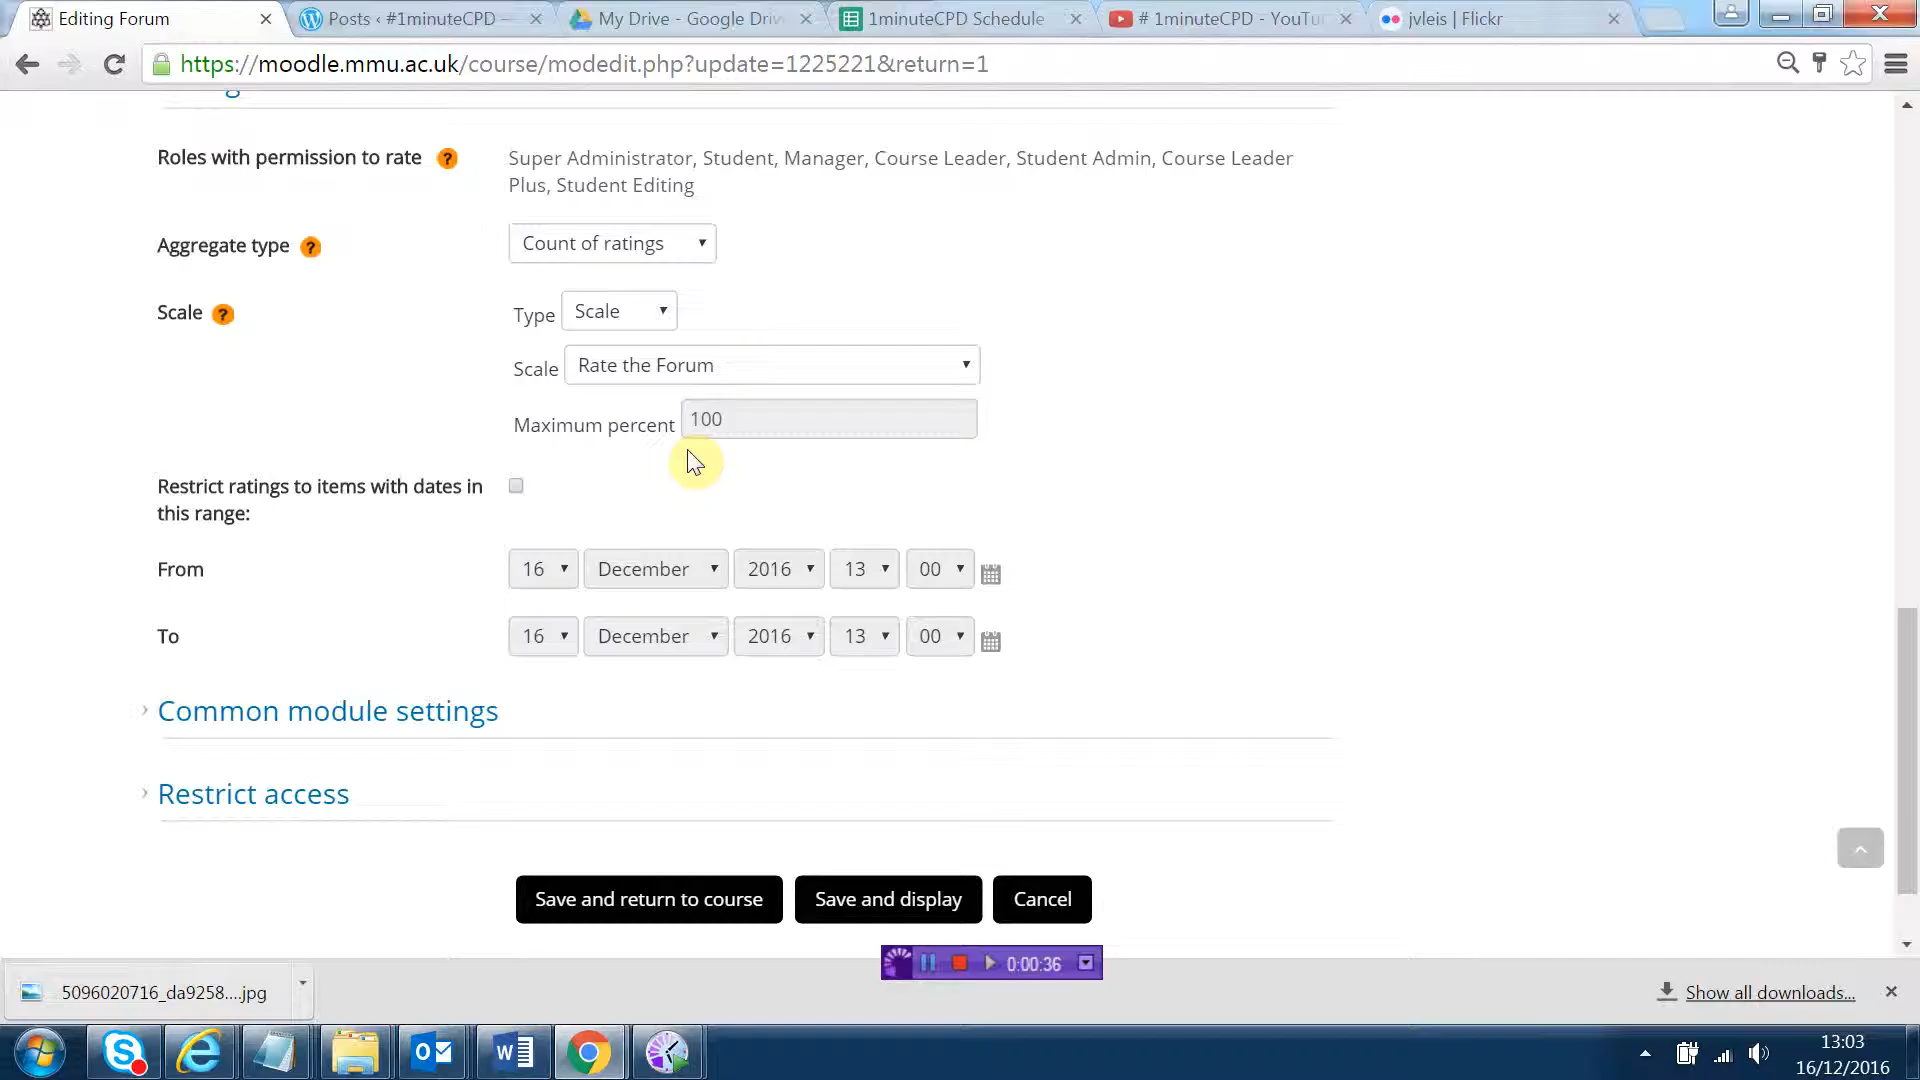 Editing Forum
Posts ‹ #1minuteCPD —
My Drive - Google Driv
1minuteCPD Schedule
# 1minuteCPD - YouTu
jvleis | Flickr
https://moodle.mmu.ac.uk/course/modedit.php?update=1225221&return=1
Roles with permission to rate ?
Super Administrator, Student, Manager, Course Leader, Student Admin, Course Leader
Plus, Student Editing
Aggregate type ?
Count of ratings
Scale ?
Type Scale
Scale Rate the Forum
Maximum percent 100
Restrict ratings to items with dates in
this range:
From
16 December 2016 13 00
To
16 December 2016 13 00
Common module settings
Restrict access
Save and return to course
Save and display
Cancel
0:00:36
5096020716_da9258....jpg
Show all downloads...
13:03
16/12/2016